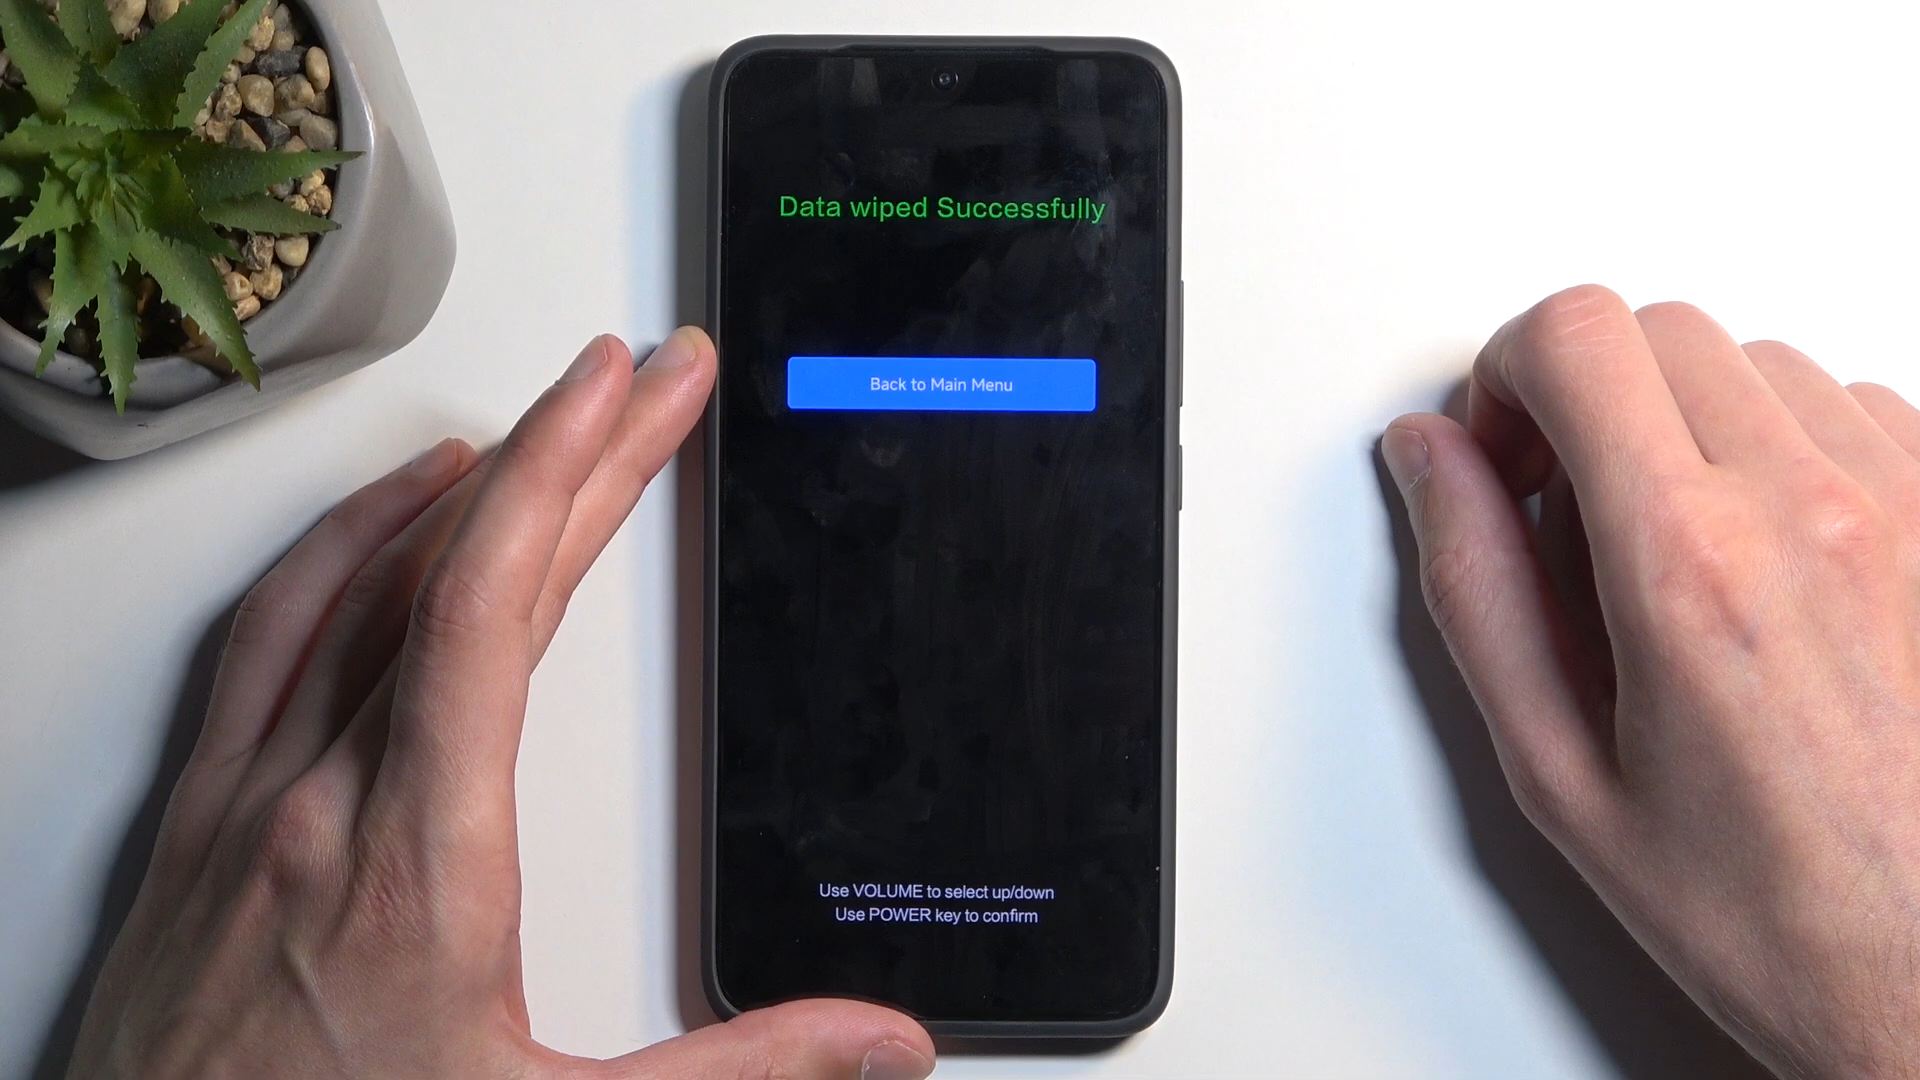 Data wiped Successfully
Back to Main Menu
Use VOLUME to select up/down
Use POWER key to confirm